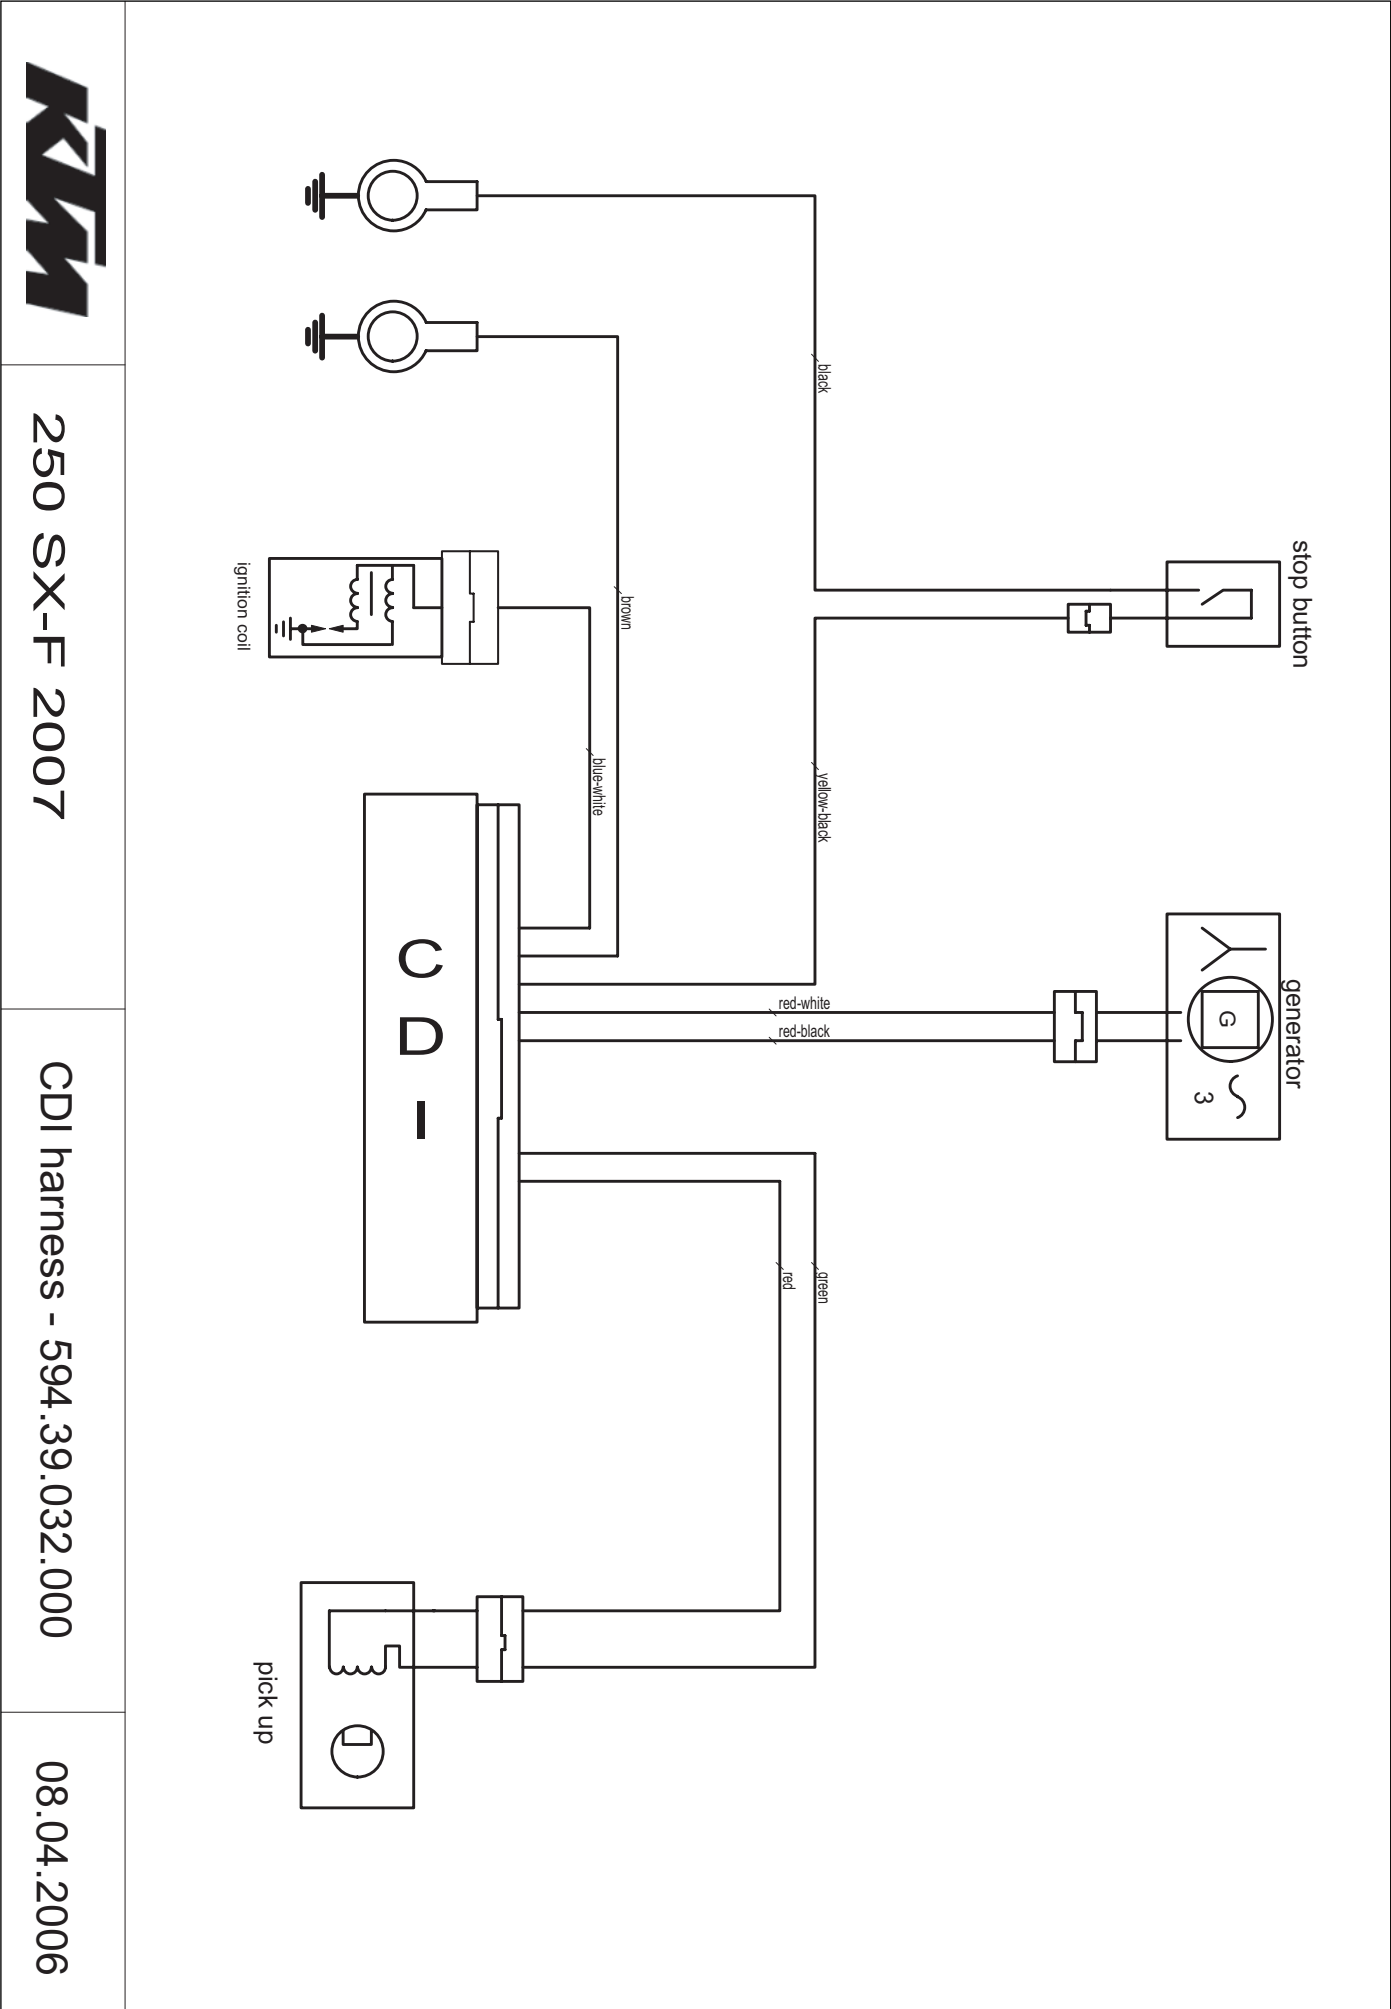 stop button
generator
G
3
black
yellow-black
red-white
red-black
green
red
brown
blue-white
ignition coil
C
D
I
pick up
KTM
250 SX-F 2007
CDI harness - 594.39.032.000
08.04.2006